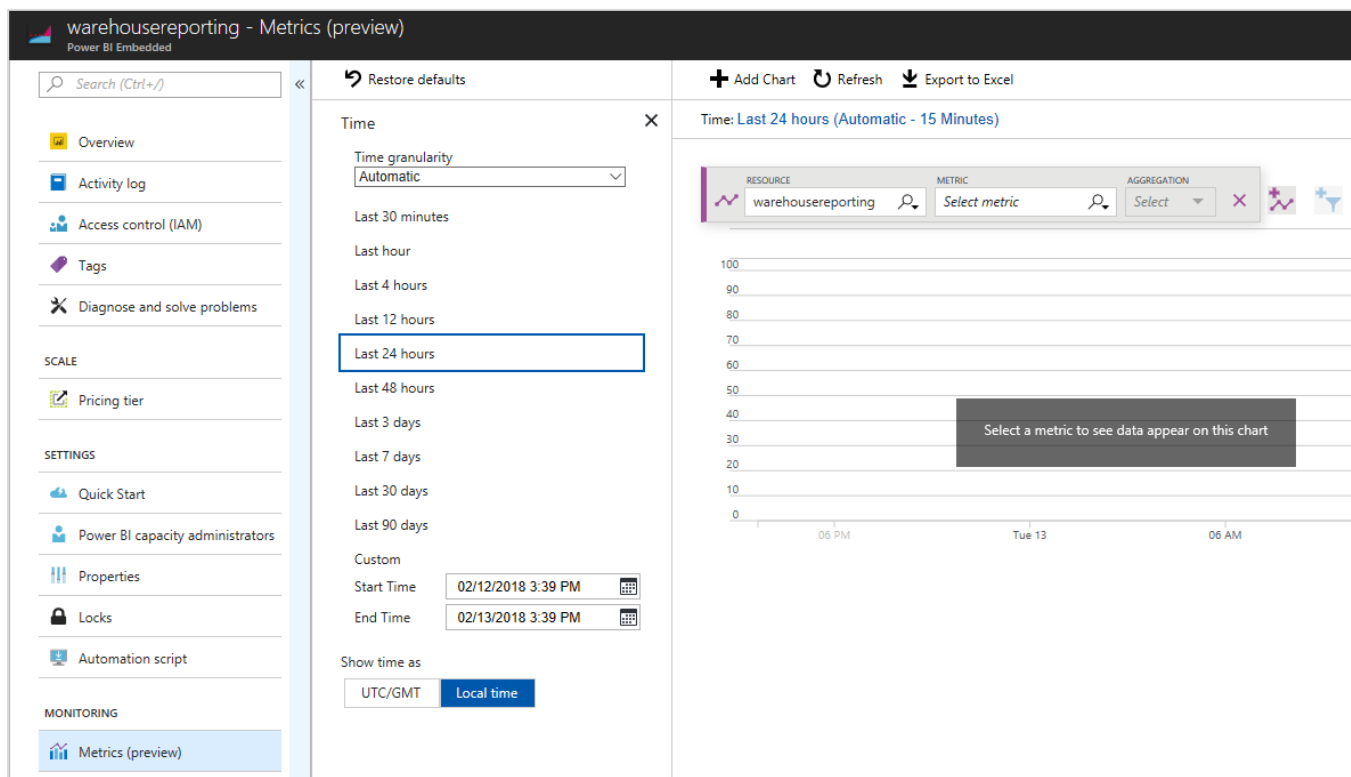 warehousereporting - Metrics (preview)
Power BI Embedded
Search (Ctrl+/)
Overview
Activity log
Access control (IAM)
Tags
Diagnose and solve problems
SCALE
Pricing tier
SETTINGS
Quick Start
Power BI capacity administrators
Properties
Locks
Automation script
MONITORING
Metrics (preview)
Restore defaults
Time
Time granularity
Automatic
Last 30 minutes
Last hour
Last 4 hours
Last 12 hours
Last 24 hours
Last 48 hours
Last 3 days
Last 7 days
Last 30 days
Last 90 days
Custom
Start Time 02/12/2018 3:39 PM
End Time 02/13/2018 3:39 PM
Show time as
UTC/GMT Local time
Add Chart Refresh Export to Excel
Time: Last 24 hours (Automatic - 15 Minutes)
RESOURCE METRIC AGGREGATION
warehousereporting Select metric Select
100
90
80
70
60
50
40
Select a metric to see data appear on this chart
30
20
10
0
06 PM Tue 13 06 AM